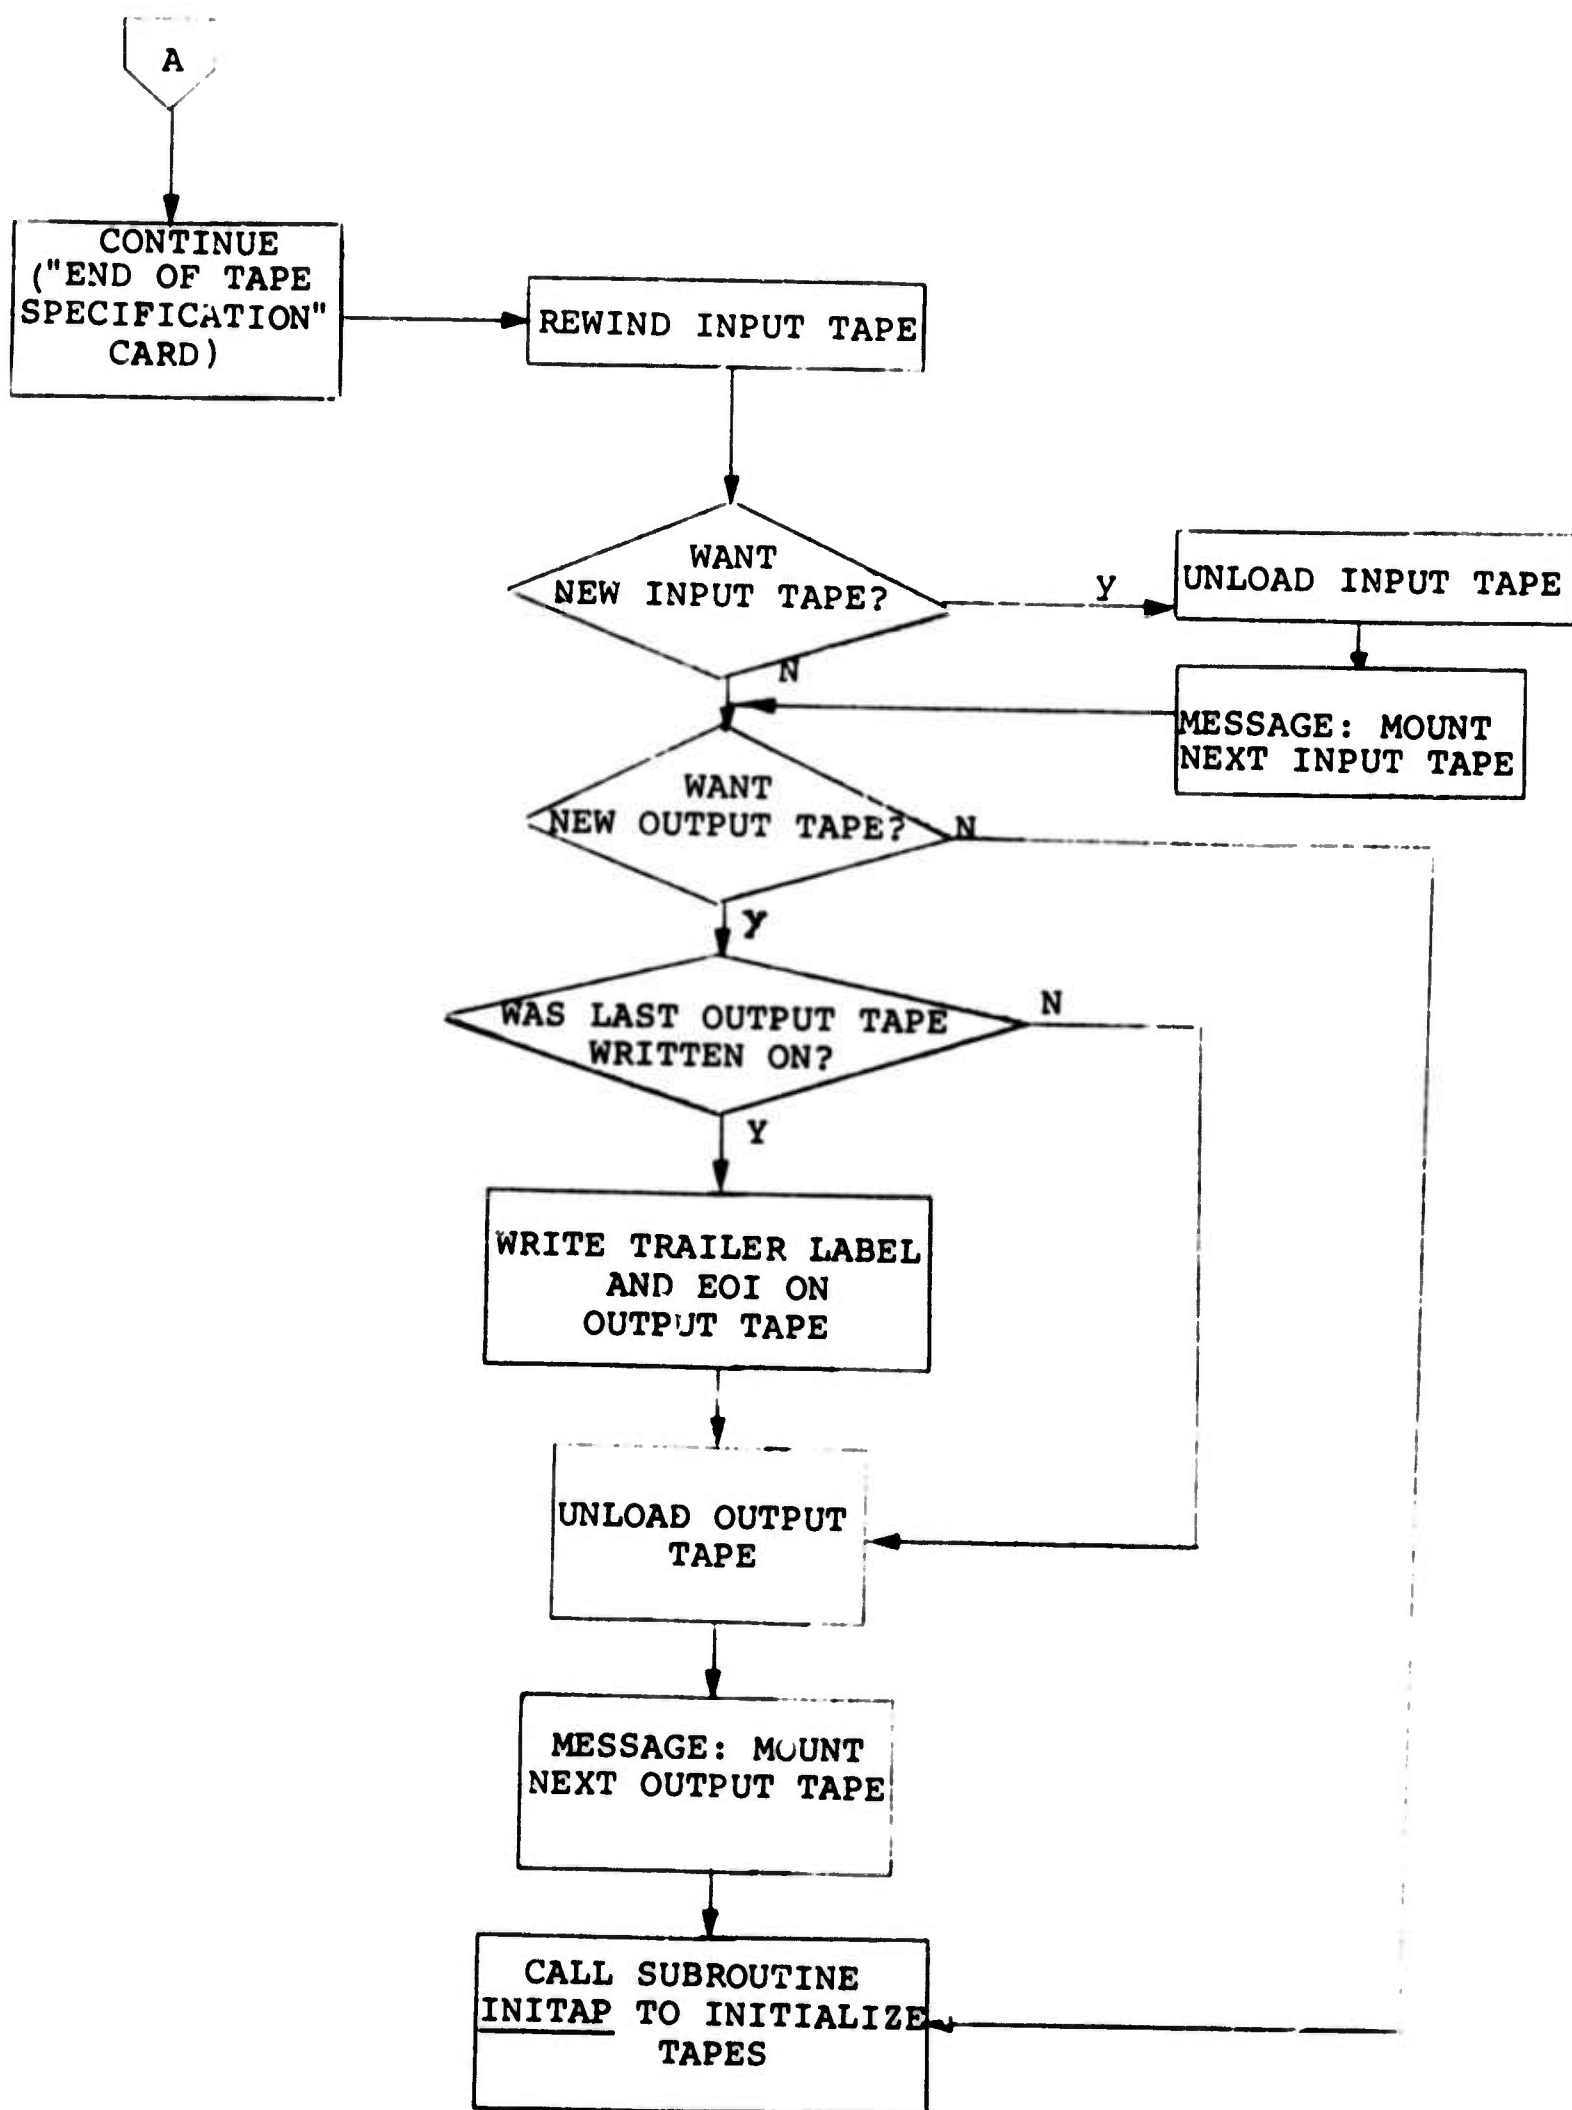 A
CONTINUE
("END OF TAPE
SPECIFICATION"
CARD)
REWIND INPUT TAPE
WANT
NEW INPUT TAPE?
y
UNLOAD INPUT TAPE
N
MESSAGE: MOUNT
NEXT INPUT TAPE
WANT
NEW OUTPUT TAPE?
N
y
WAS LAST OUTPUT TAPE
WRITTEN ON?
N
Y
WRITE TRAILER LABEL
AND EOI ON
OUTPUT TAPE
UNLOAD OUTPUT
TAPE
MESSAGE: MOUNT
NEXT OUTPUT TAPE
CALL SUBROUTINE
INITAP TO INITIALIZE
TAPES